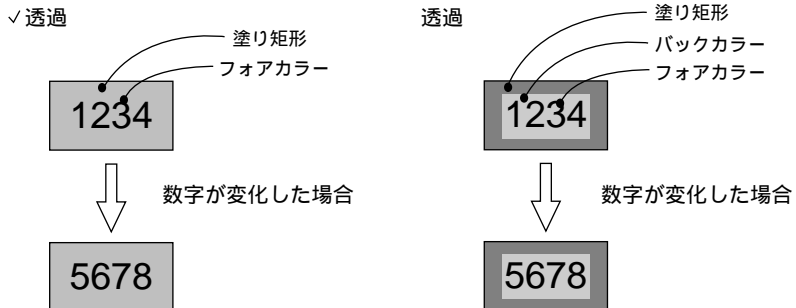 ✓透過
塗り矩形
フォアカラー
1234
数字が変化した場合
5678
透過
塗り矩形
バックカラー
フォアカラー
1234
数字が変化した場合
5678